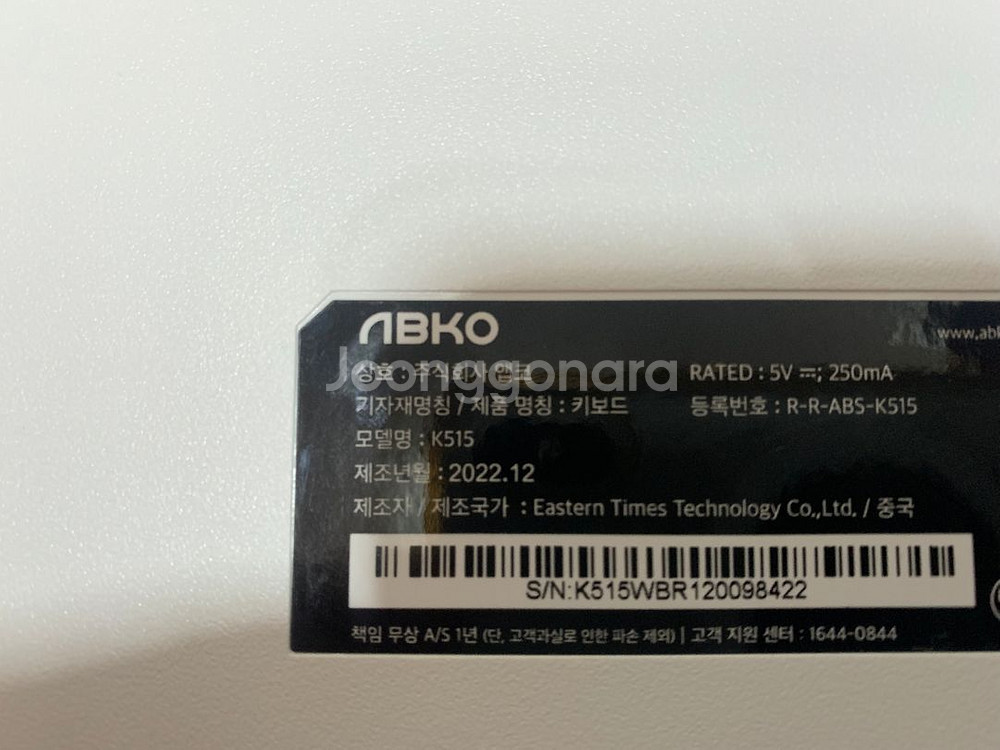 ABKO
www.abk
상호 : 주식회사 앱코
RATED : 5V ⎓; 250mA
Joonggonara
기자재명칭 / 제품 명칭 : 키보드
등록번호 : R-R-ABS-K515
모델명 : K515
제조년월 : 2022.12
제조자 / 제조국가 : Eastern Times Technology Co.,Ltd. / 중국
S/N:K515WBR120098422
책임 무상 A/S 1년 (단, 고객과실로 인한 파손 제외) | 고객 지원 센터 : 1644-0844